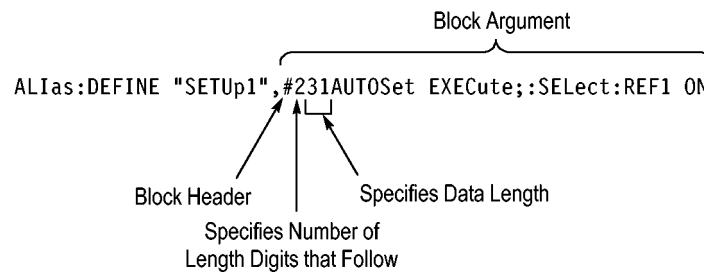 Block Argument
ALIas:DEFINE "SETUp1",#231AUTOSet EXECute;:SELect:REF1 ON
Block Header
Specifies Data Length
Specifies Number of
Length Digits that Follow